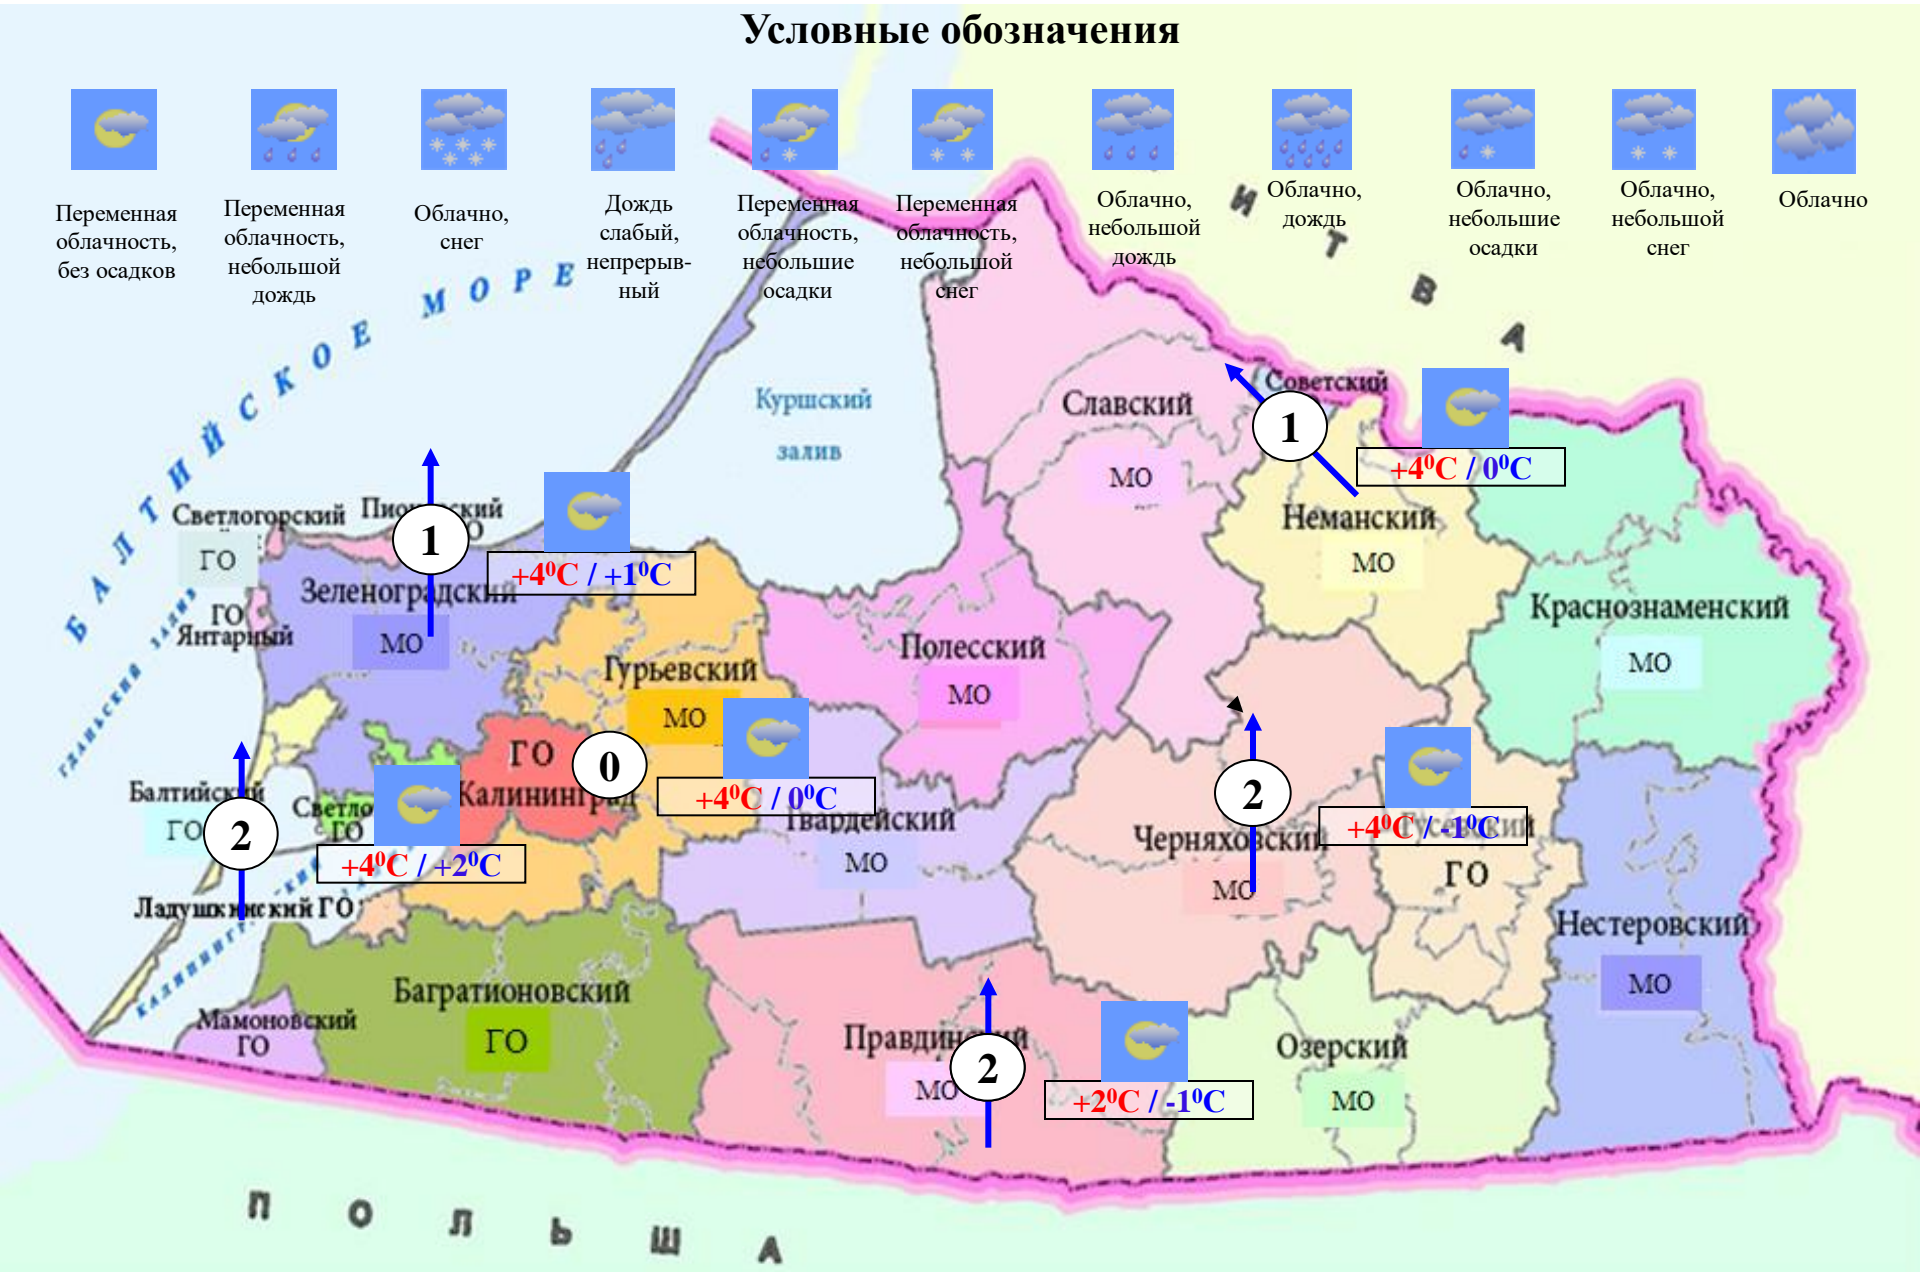 Условные обозначения
Переменная
облачность,
без осадков
Переменная
облачность,
небольшой
дождь
Облачно,
снег
Дождь
слабый,
непрерыв-
ный
Переменная
облачность,
небольшие
осадки
Переменная
облачность,
небольшой
снег
Облачно,
небольшой
дождь
Облачно,
дождь
Облачно,
небольшие
осадки
Облачно,
небольшой
снег
Облачно
БАЛТИЙСКОЕ МОРЕ
ИТВА
Куршский
залив
Славский
МО
Советский
1
+4⁰C / 0⁰C
Неманский
МО
Краснознаменский
МО
Светлогорский
ГО
1
+4⁰C / +1⁰C
Зеленоградский
МО
ГО
Янтарный
Гурьевский
МО
Полесский
МО
ГО
Калининград
0
+4⁰C / 0⁰C
Балтийский
ГО
2
ГО
+4⁰C / +2⁰C
Твардейский
МО
Черняховский
МО
2
+4⁰C / -1⁰C
Гусевский
ГО
Нестеровский
МО
Ладушкинский ГО
Багратионовский
ГО
Мамоновский
ГО
Правдинский
МО
2
+2⁰C / -1⁰C
Озерский
МО
ПОЛЬША